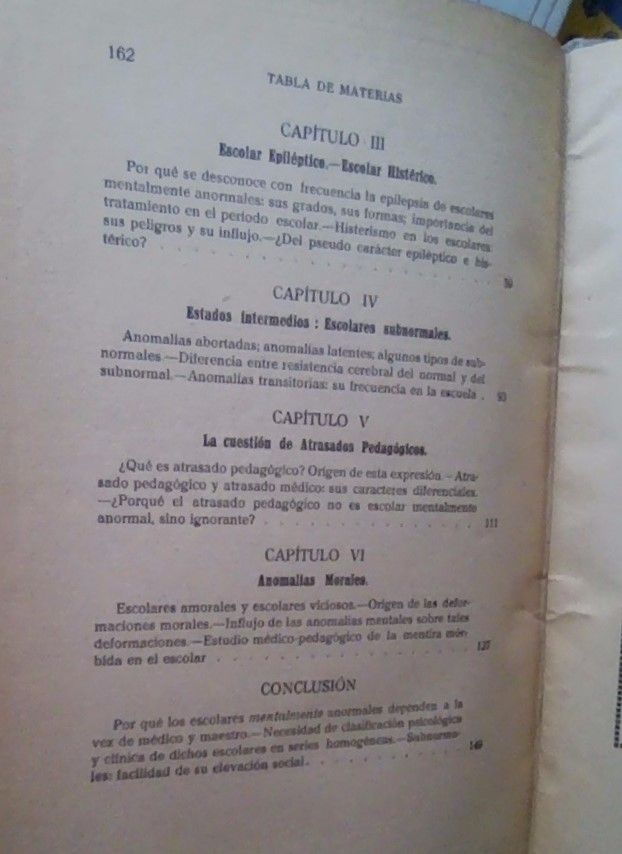 162
TABLA DE MATERIAS
CAPÍTULO III
Escolar Epiléptico.—Escolar Histérico.
Por qué se desconoce con frecuencia la epilepsia de escolares
mentalmente anormales: sus grados, sus formas; importancia del
tratamiento en el período escolar.—Histerismo en los escolares:
sus peligros y su influjo.—¿Del pseudo carácter epiléptico e his-
térico? . . . . . . . . . . . . . .
CAPÍTULO IV
Estados intermedios : Escolares subnormales.
Anomalías abortadas; anomalías latentes; algunos tipos de sub-
normales.—Diferencia entre resistencia cerebral del normal y del
subnormal.—Anomalías transitorias: su frecuencia en la escuela . 93
CAPÍTULO V
La cuestión de Atrasados Pedagógicos.
¿Qué es atrasado pedagógico? Origen de esta expresión.—Atra-
sado pedagógico y atrasado médico: sus caracteres diferenciales.
—¿Porqué el atrasado pedagógico no es escolar mentalmente
anormal, sino ignorante? . . . . . . . . . . 111
CAPÍTULO VI
Anomalías Morales.
Escolares amorales y escolares viciosos.—Origen de las defor-
maciones morales.—Influjo de las anomalías mentales sobre tales
deformaciones.—Estudio médico-pedagógico de la mentira mór-
bida en el escolar . . . . . . . . . . . 127
CONCLUSIÓN
Por qué los escolares mentalmente anormales dependen a la
vez de médico y maestro.—Necesidad de clasificación psicológica
y clínica de dichos escolares en series homogéneas.—Subnorma-
les: facilidad de su elevación social. . . . . . . . 149